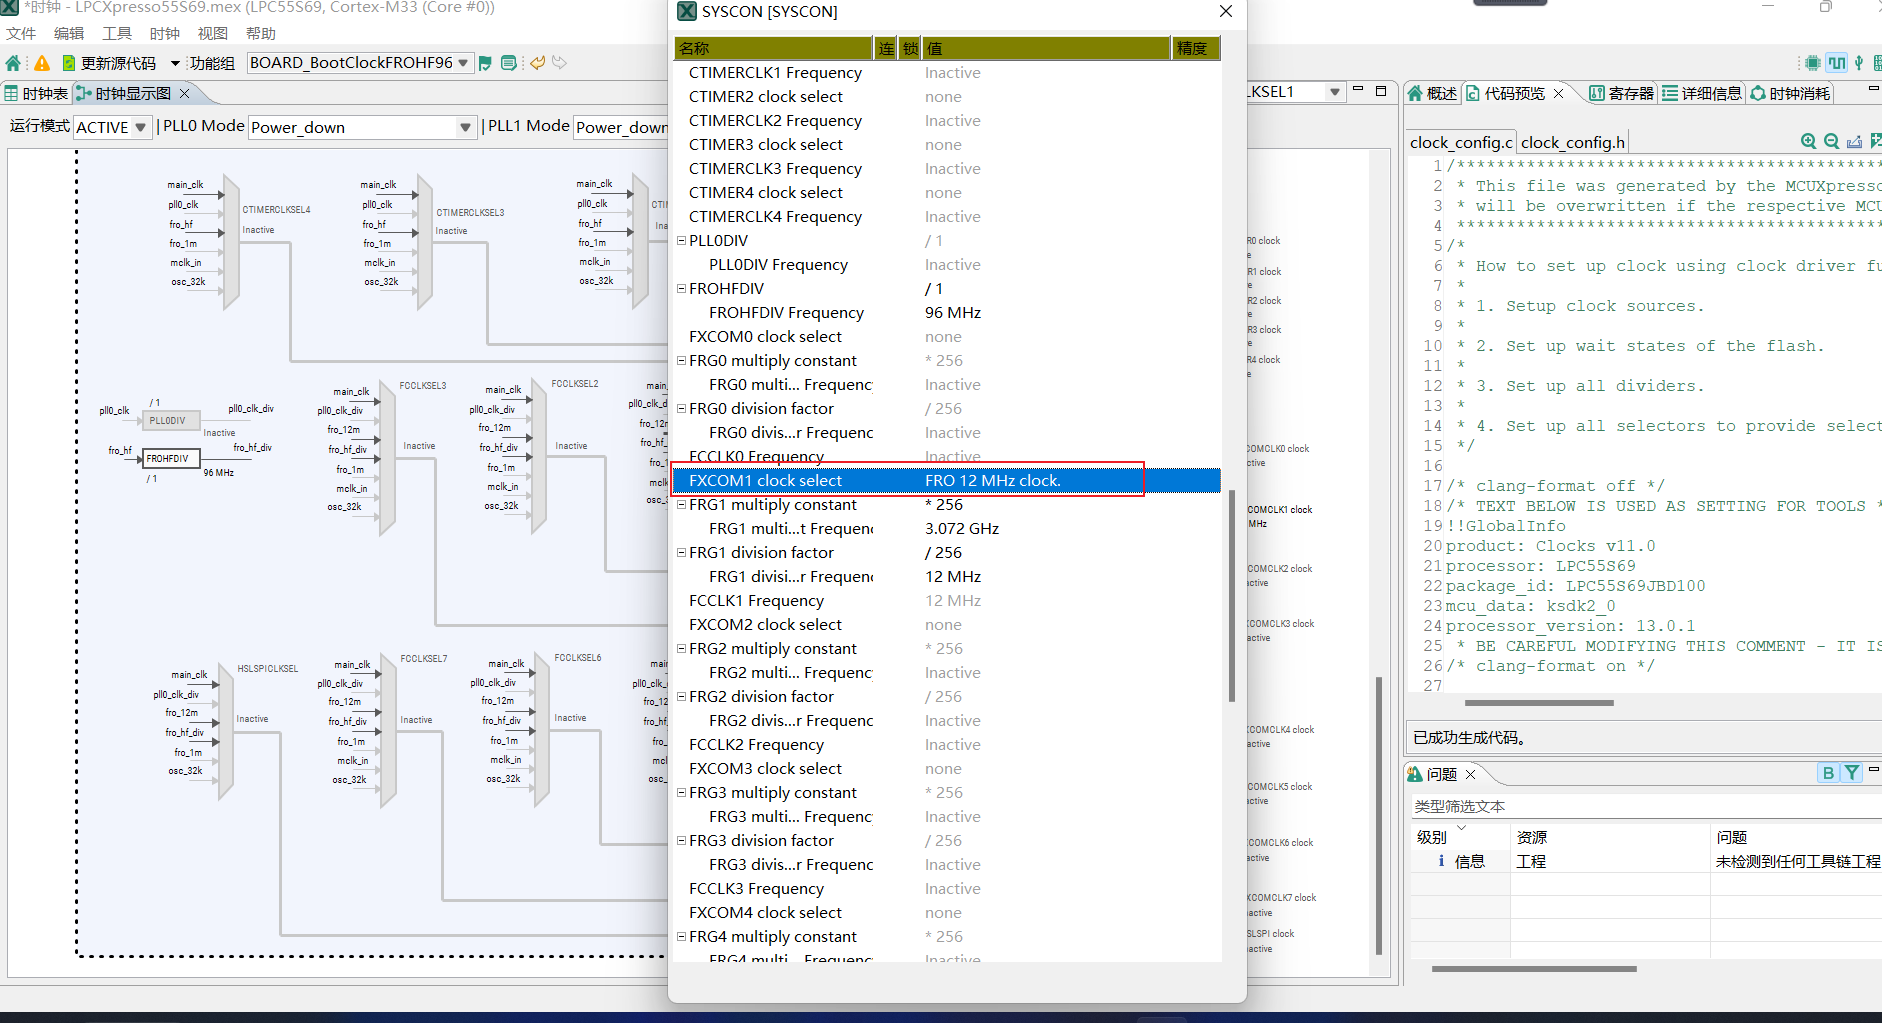 *时钟 - LPCXpresso55S69.mex (LPC55S69, Cortex-M33 (Core #0))
文件 编辑 工具 时钟 视图 帮助
更新源代码 功能组 BOARD_BootClockFROHF96
时钟表 时钟显示图
运行模式 ACTIVE | PLL0 Mode Power_down | PLL1 Mode Power_down
main_clk
pll0_clk
fro_hf
fro_1m
mclk_in
osc_32k
CTIMERCLKSEL4
Inactive
main_clk
pll0_clk
fro_hf
fro_1m
mclk_in
osc_32k
CTIMERCLKSEL3
Inactive
main_clk
pll0_clk
fro_hf
fro_1m
mclk_in
osc_32k
/ 1
pll0_clk
PLL0DIV
pll0_clk_div
Inactive
fro_hf
FROHFDIV
fro_hf_div
96 MHz
/ 1
main_clk
pll0_clk_div
fro_12m
fro_hf_div
fro_1m
mclk_in
osc_32k
FCCLKSEL3
Inactive
main_clk
pll0_clk_div
fro_12m
fro_hf_div
fro_1m
mclk_in
osc_32k
FCCLKSEL2
Inactive
main_clk
pll0_clk_div
fro_12m
fro_hf_div
fro_1m
mclk_in
osc_32k
HSLSPICLKSEL
Inactive
main_clk
pll0_clk_div
fro_12m
fro_hf_div
fro_1m
mclk_in
osc_32k
FCCLKSEL7
Inactive
main_clk
pll0_clk_div
fro_12m
fro_hf_div
fro_1m
mclk_in
osc_32k
FCCLKSEL6
Inactive
SYSCON [SYSCON]
名称 连 锁 值 精度
CTIMERCLK1 Frequency Inactive
CTIMER2 clock select none
CTIMERCLK2 Frequency Inactive
CTIMER3 clock select none
CTIMERCLK3 Frequency Inactive
CTIMER4 clock select none
CTIMERCLK4 Frequency Inactive
PLL0DIV / 1
PLL0DIV Frequency Inactive
FROHFDIV / 1
FROHFDIV Frequency 96 MHz
FXCOM0 clock select none
FRG0 multiply constant * 256
FRG0 multi... Frequenc Inactive
FRG0 division factor / 256
FRG0 divis...r Frequenc Inactive
FCCLK0 Frequency Inactive
FXCOM1 clock select FRO 12 MHz clock.
FRG1 multiply constant * 256
FRG1 multi...t Frequenc 3.072 GHz
FRG1 division factor / 256
FRG1 divisi...r Frequenc 12 MHz
FCCLK1 Frequency 12 MHz
FXCOM2 clock select none
FRG2 multiply constant * 256
FRG2 multi... Frequenc Inactive
FRG2 division factor / 256
FRG2 divis...r Frequenc Inactive
FCCLK2 Frequency Inactive
FXCOM3 clock select none
FRG3 multiply constant * 256
FRG3 multi... Frequenc Inactive
FRG3 division factor / 256
FRG3 divis...r Frequenc Inactive
FCCLK3 Frequency Inactive
FXCOM4 clock select none
FRG4 multiply constant * 256
FRG4 multi... Frequenc Inactive
LKSEL1
R0 clock
R1 clock
R2 clock
R3 clock
R4 clock
XCOMCLK0 clock
ctive
COMCLK1 clock
MHz
COMCLK2 clock
active
XCOMCLK3 clock
active
XCOMCLK4 clock
active
COMCLK5 clock
active
COMCLK6 clock
active
XCOMCLK7 clock
active
SLSPI clock
active
概述 代码预览 寄存器 详细信息 时钟消耗
clock_config.c clock_config.h
1 /*******************************************
2 * This file was generated by the MCUXpresso
3 * will be overwritten if the respective MCU
4 *******************************************
5 /*
6 * How to set up clock using clock driver fu
7 *
8 * 1. Setup clock sources.
9 *
10 * 2. Set up wait states of the flash.
11 *
12 * 3. Set up all dividers.
13 *
14 * 4. Set up all selectors to provide select
15 */
16
17 /* clang-format off */
18 /* TEXT BELOW IS USED AS SETTING FOR TOOLS *
19 !!GlobalInfo
20 product: Clocks v11.0
21 processor: LPC55S69
22 package_id: LPC55S69JBD100
23 mcu_data: ksdk2_0
24 processor_version: 13.0.1
25 * BE CAREFUL MODIFYING THIS COMMENT - IT IS
26 /* clang-format on */
27
已成功生成代码。
问题
类型筛选文本
级别 资源 问题
信息 工程 未检测到任何工具链工程